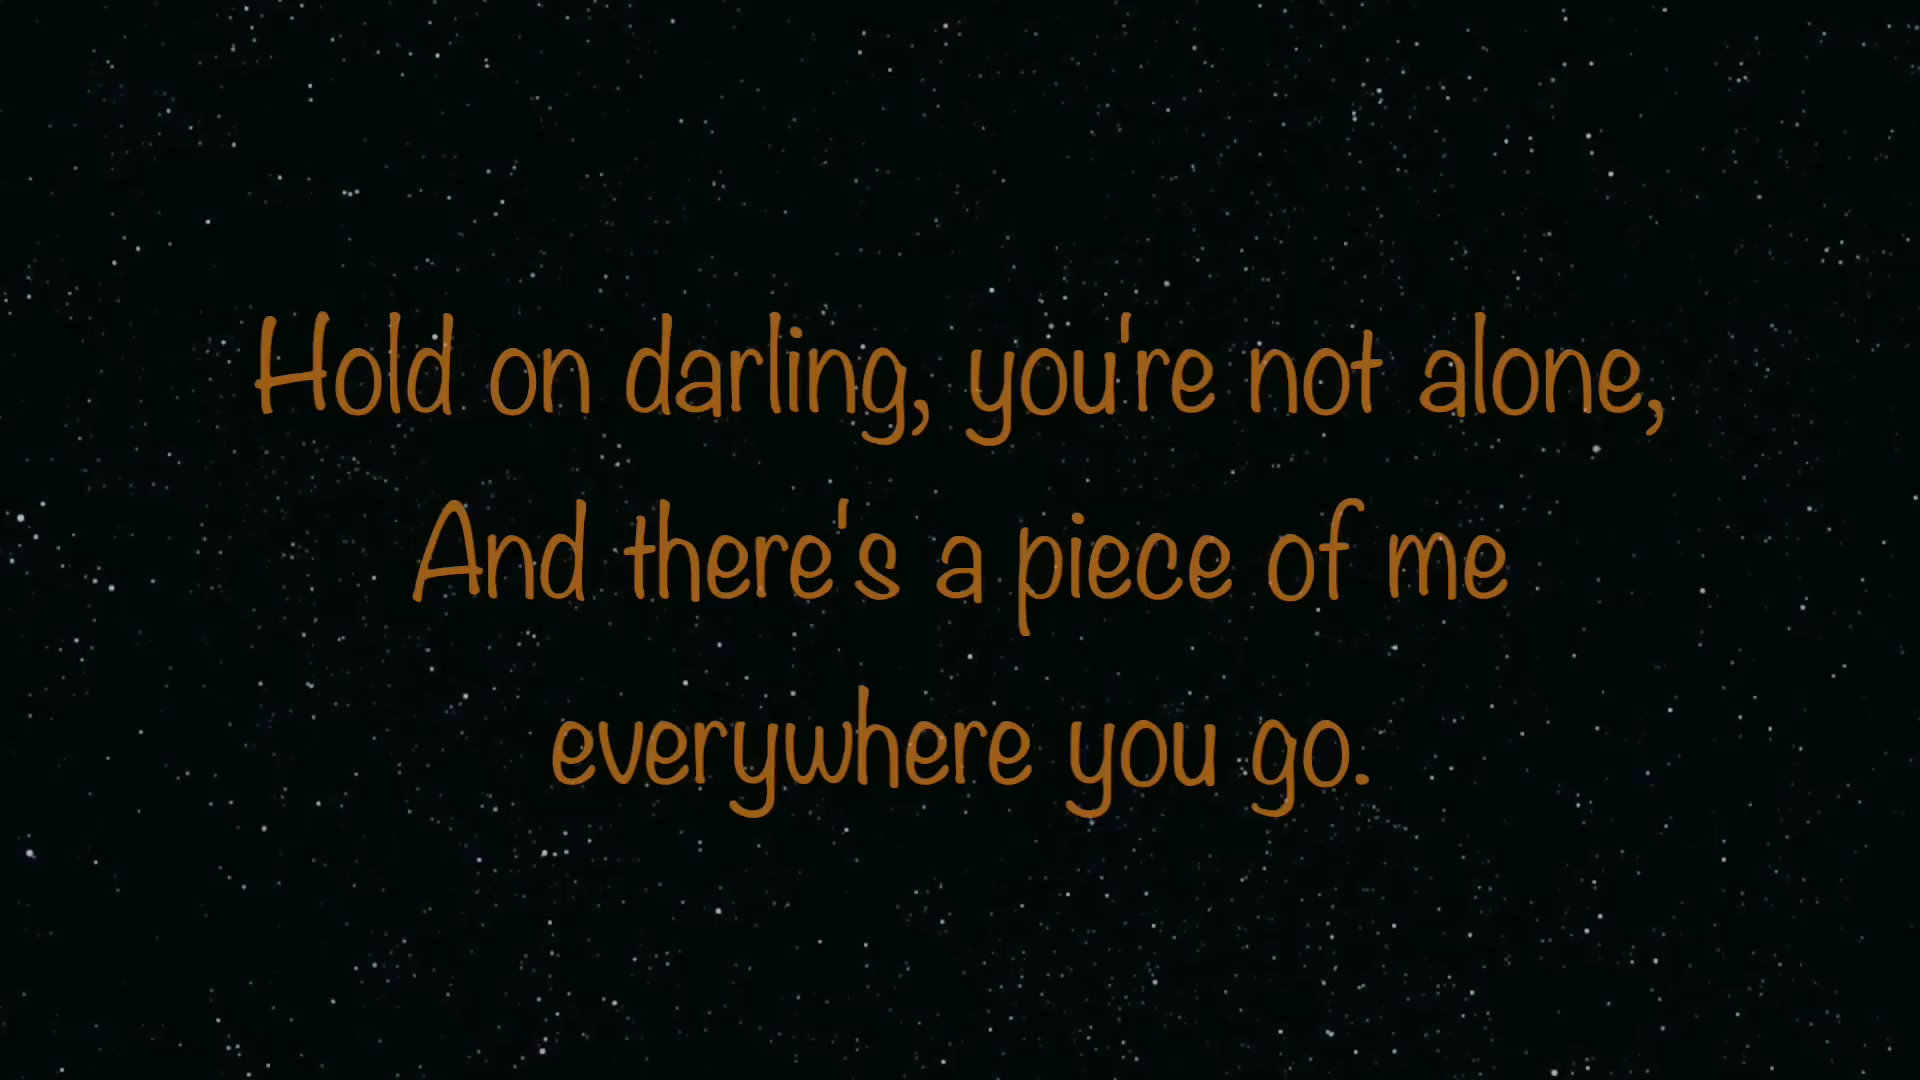 Hold on darling, you're not alone,
And there's a piece of me
everywhere you go.